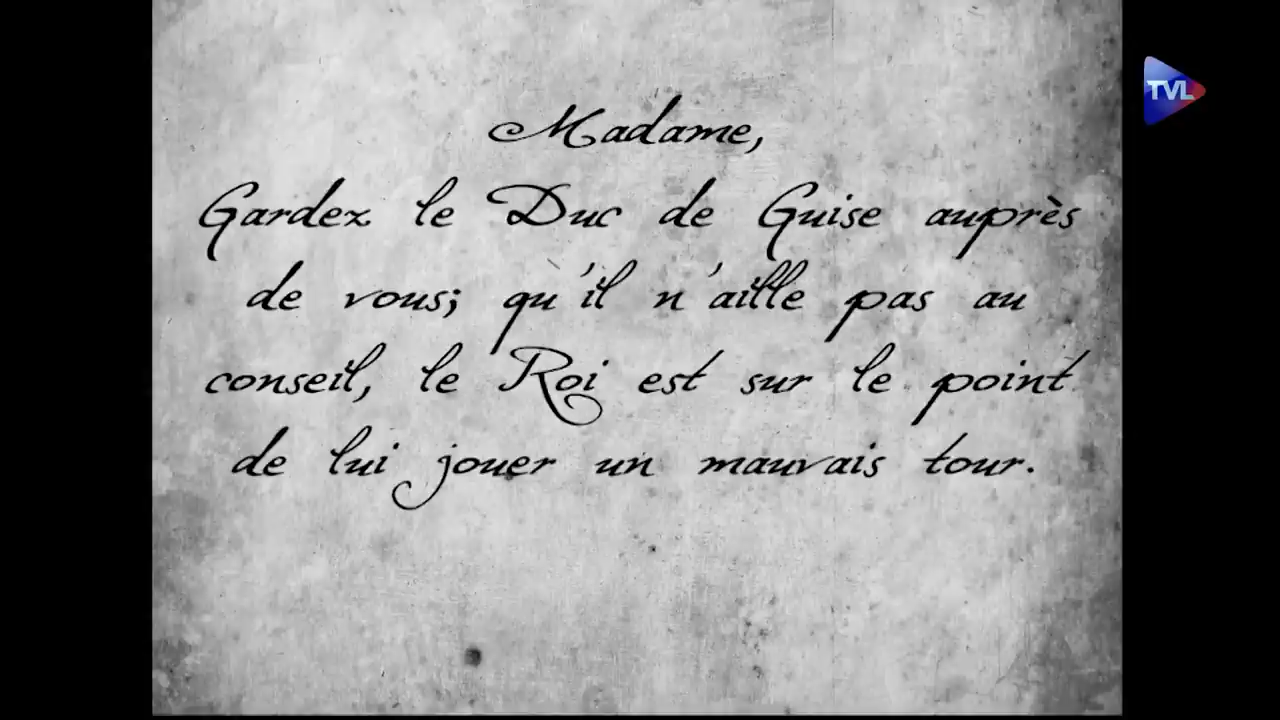 TVL
Madame,
Gardez le Duc de Guise auprès
de vous; qu'il n'aille pas au
conseil, le Roi est sur le point
de lui jouer un mauvais tour.